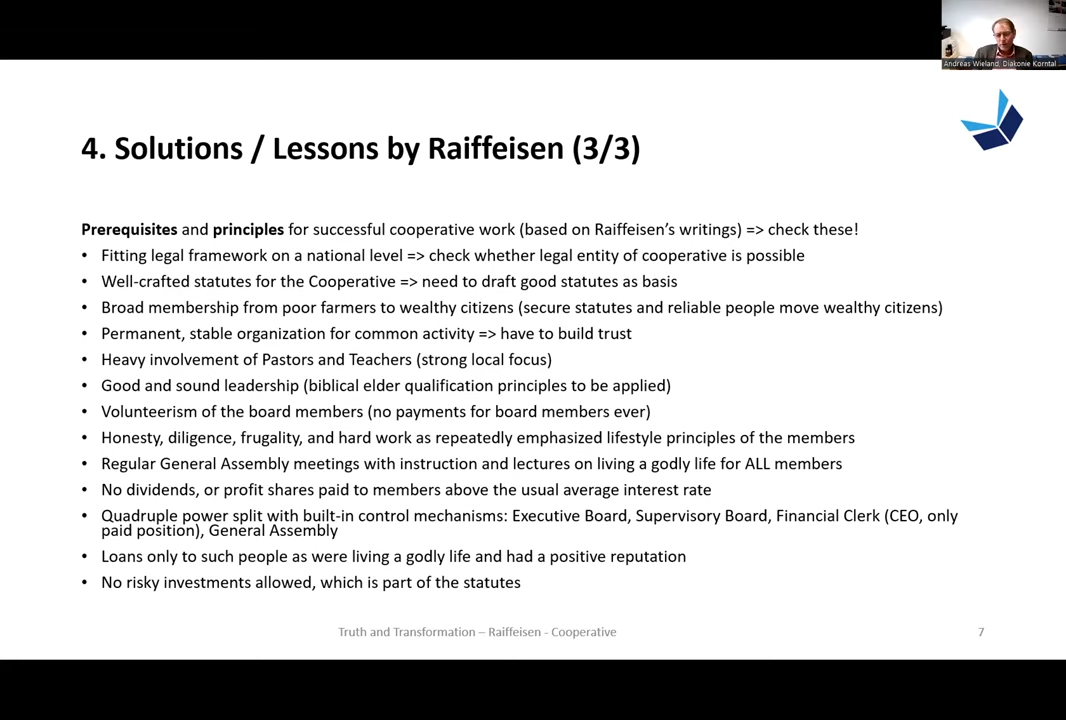 Andreas Wieland, Diakonie Korntal
4. Solutions / Lessons by Raiffeisen (3/3)
Prerequisites and principles for successful cooperative work (based on Raiffeisen’s writings) => check these!
• Fitting legal framework on a national level => check whether legal entity of cooperative is possible
• Well-crafted statutes for the Cooperative => need to draft good statutes as basis
• Broad membership from poor farmers to wealthy citizens (secure statutes and reliable people move wealthy citizens)
• Permanent, stable organization for common activity => have to build trust
• Heavy involvement of Pastors and Teachers (strong local focus)
• Good and sound leadership (biblical elder qualification principles to be applied)
• Volunteerism of the board members (no payments for board members ever)
• Honesty, diligence, frugality, and hard work as repeatedly emphasized lifestyle principles of the members
• Regular General Assembly meetings with instruction and lectures on living a godly life for ALL members
• No dividends, or profit shares paid to members above the usual average interest rate
• Quadruple power split with built-in control mechanisms: Executive Board, Supervisory Board, Financial Clerk (CEO, only
paid position), General Assembly
• Loans only to such people as were living a godly life and had a positive reputation
• No risky investments allowed, which is part of the statutes
Truth and Transformation – Raiffeisen - Cooperative
7